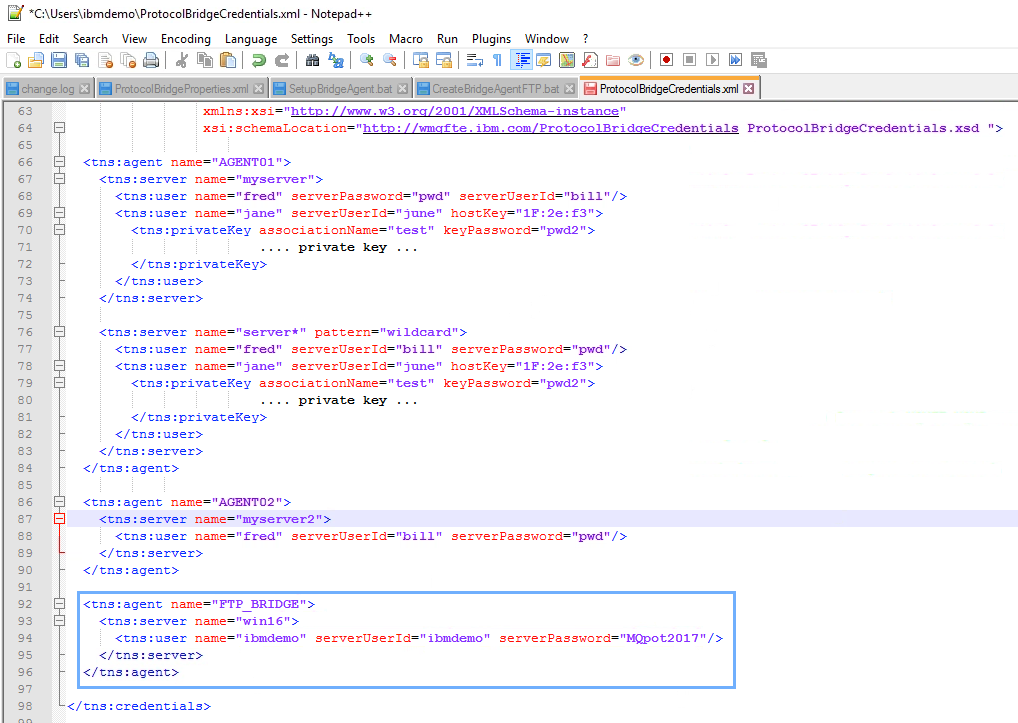 *C:\Users\ibmdemo\ProtocolBridgeCredentials.xml - Notepad++
File Edit Search View Encoding Language Settings Tools Macro Run Plugins Window ?
change.log ProtocolBridgeProperties.xml SetupBridgeAgent.bat CreateBridgeAgentFTP.bat ProtocolBridgeCredentials.xml
63 xmlns:xsi="http://www.w3.org/2001/XMLSchema-instance"
64 xsi:schemaLocation="http://wmqfte.ibm.com/ProtocolBridgeCredentials ProtocolBridgeCredentials.xsd ">
65
66 <tns:agent name="AGENT01">
67 <tns:server name="myserver">
68 <tns:user name="fred" serverPassword="pwd" serverUserId="bill"/>
69 <tns:user name="jane" serverUserId="june" hostKey="1F:2e:f3">
70 <tns:privateKey associationName="test" keyPassword="pwd2">
71 .... private key ...
72 </tns:privateKey>
73 </tns:user>
74 </tns:server>
75
76 <tns:server name="server*" pattern="wildcard">
77 <tns:user name="fred" serverUserId="bill" serverPassword="pwd"/>
78 <tns:user name="jane" serverUserId="june" hostKey="1F:2e:f3">
79 <tns:privateKey associationName="test" keyPassword="pwd2">
80 .... private key ...
81 </tns:privateKey>
82 </tns:user>
83 </tns:server>
84 </tns:agent>
85
86 <tns:agent name="AGENT02">
87 <tns:server name="myserver2">
88 <tns:user name="fred" serverUserId="bill" serverPassword="pwd"/>
89 </tns:server>
90 </tns:agent>
91
92 <tns:agent name="FTP_BRIDGE">
93 <tns:server name="win16">
94 <tns:user name="ibmdemo" serverUserId="ibmdemo" serverPassword="MQpot2017"/>
95 </tns:server>
96 </tns:agent>
97
98 </tns:credentials>
99